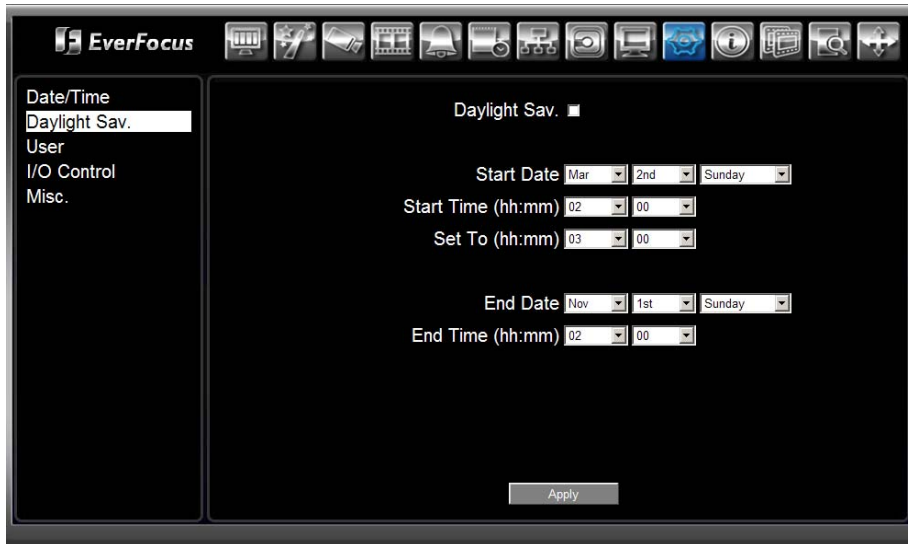 EverFocus
Date/Time
Daylight Sav.
User
I/O Control
Misc.
Daylight Sav.
Start Date Mar 2nd Sunday
Start Time (hh:mm) 02 00
Set To (hh:mm) 03 00
End Date Nov 1st Sunday
End Time (hh:mm) 02 00
Apply